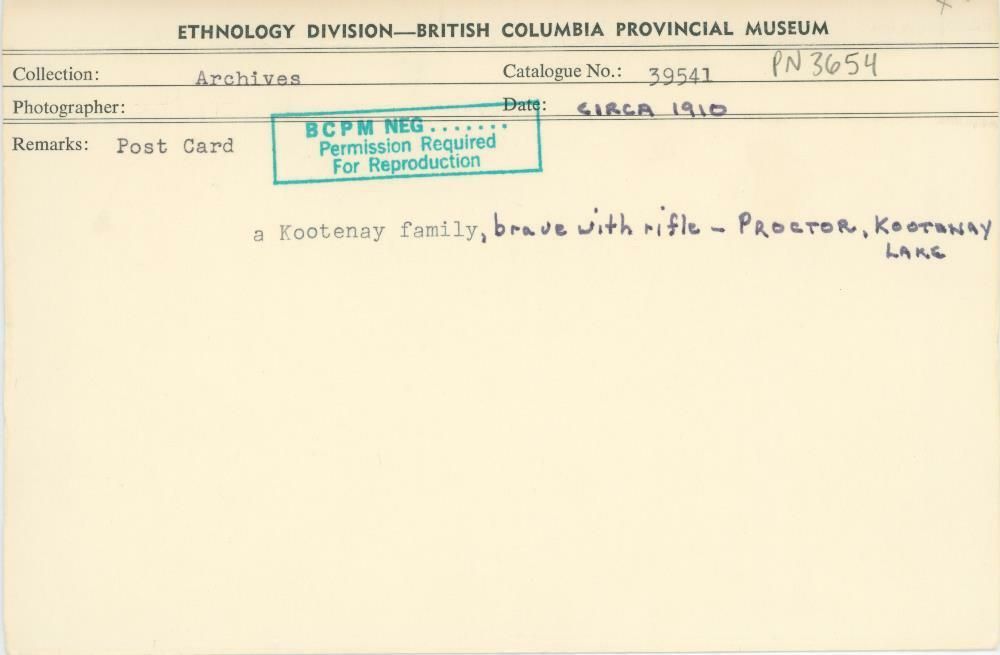 ETHNOLOGY DIVISION—BRITISH COLUMBIA PROVINCIAL MUSEUM
Collection: Archives Catalogue No.: 39541 PN 3654
Photographer: Date: CIRCA 1910
Remarks: Post Card
BCPM NEG.......
Permission Required
For Reproduction
a Kootenay family, brave with rifle - PROCTOR, KOOTENAY
LAKE